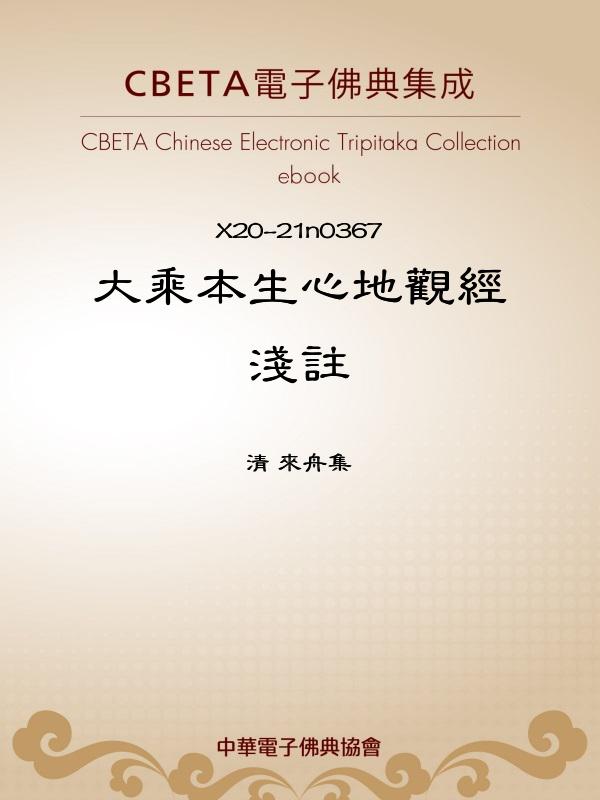 CBETA電子佛典集成
CBETA Chinese Electronic Tripitaka Collection
ebook
X20-21n0367
大乘本生心地觀經
淺註
清 來舟集
中華電子佛典協會